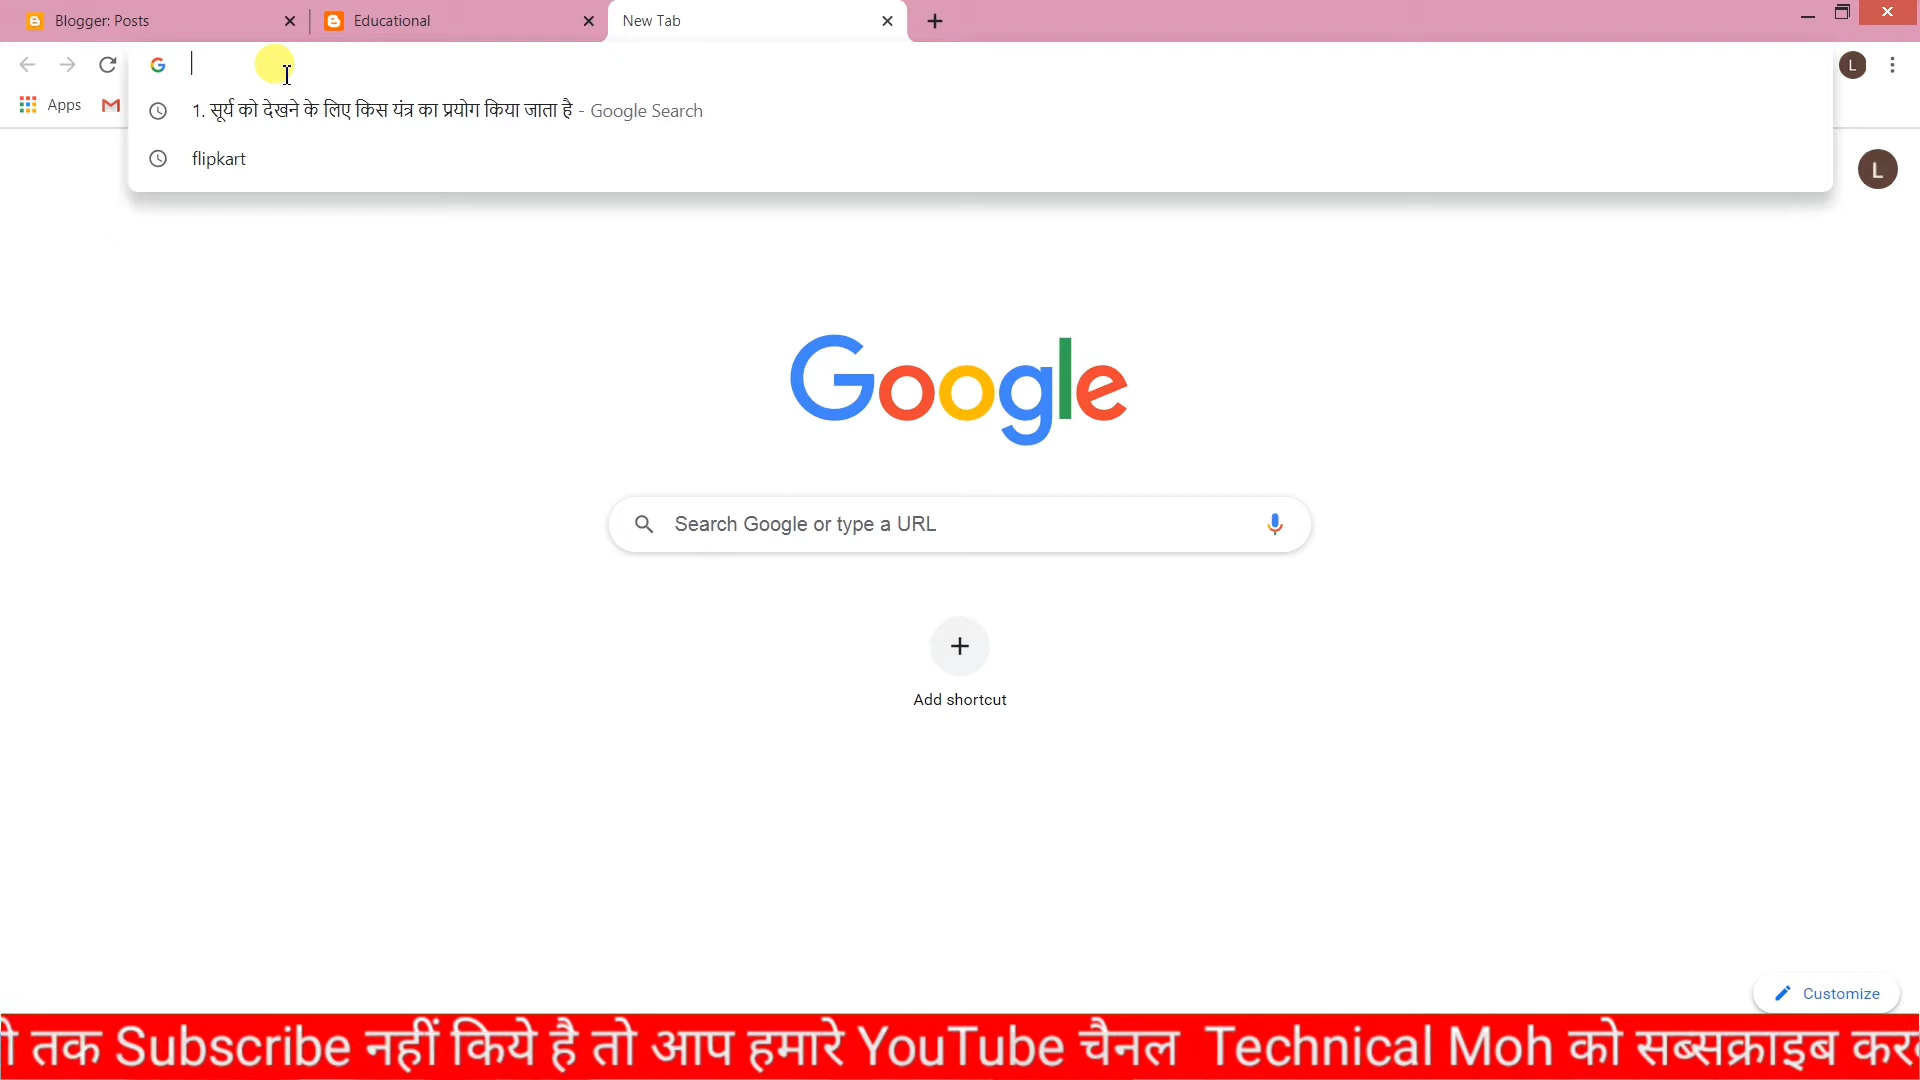 Blogger: Posts
Educational
New Tab
L
Apps
1. सूर्य को देखने के लिए किस यंत्र का प्रयोग किया जाता है - Google Search
flipkart
L
Google
Search Google or type a URL
Add shortcut
Customize
तक Subscribe नहीं किये है तो आप हमारे YouTube चैनल Technical Moh को सब्सक्राइब